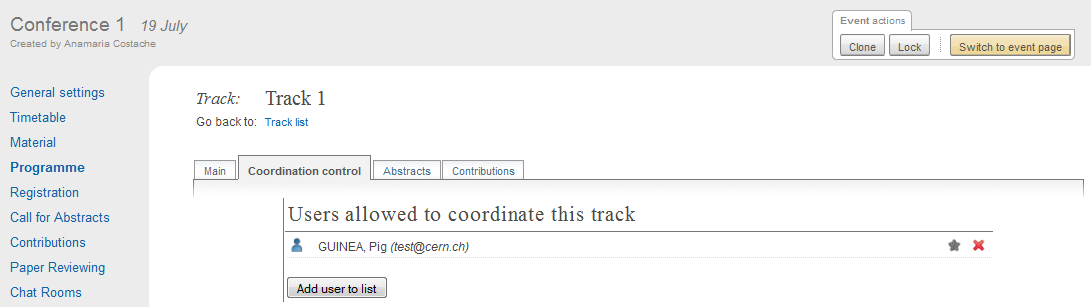 Conference 1 19 July
Created by Anamaria Costache
Event actions
Clone Lock Switch to event page
General settings
Timetable
Material
Programme
Registration
Call for Abstracts
Contributions
Paper Reviewing
Chat Rooms
Track: Track 1
Go back to: Track list
Main Coordination control Abstracts Contributions
Users allowed to coordinate this track
GUINEA, Pig (test@cern.ch)
Add user to list